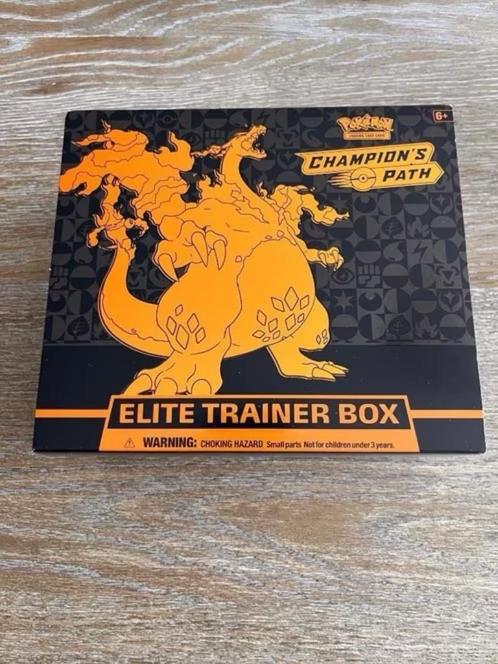 6+
Pokémon
TRADING CARD GAME
CHAMPION'S
PATH
ELITE TRAINER BOX
⚠ WARNING: CHOKING HAZARD Small parts Not for children under 3 years.